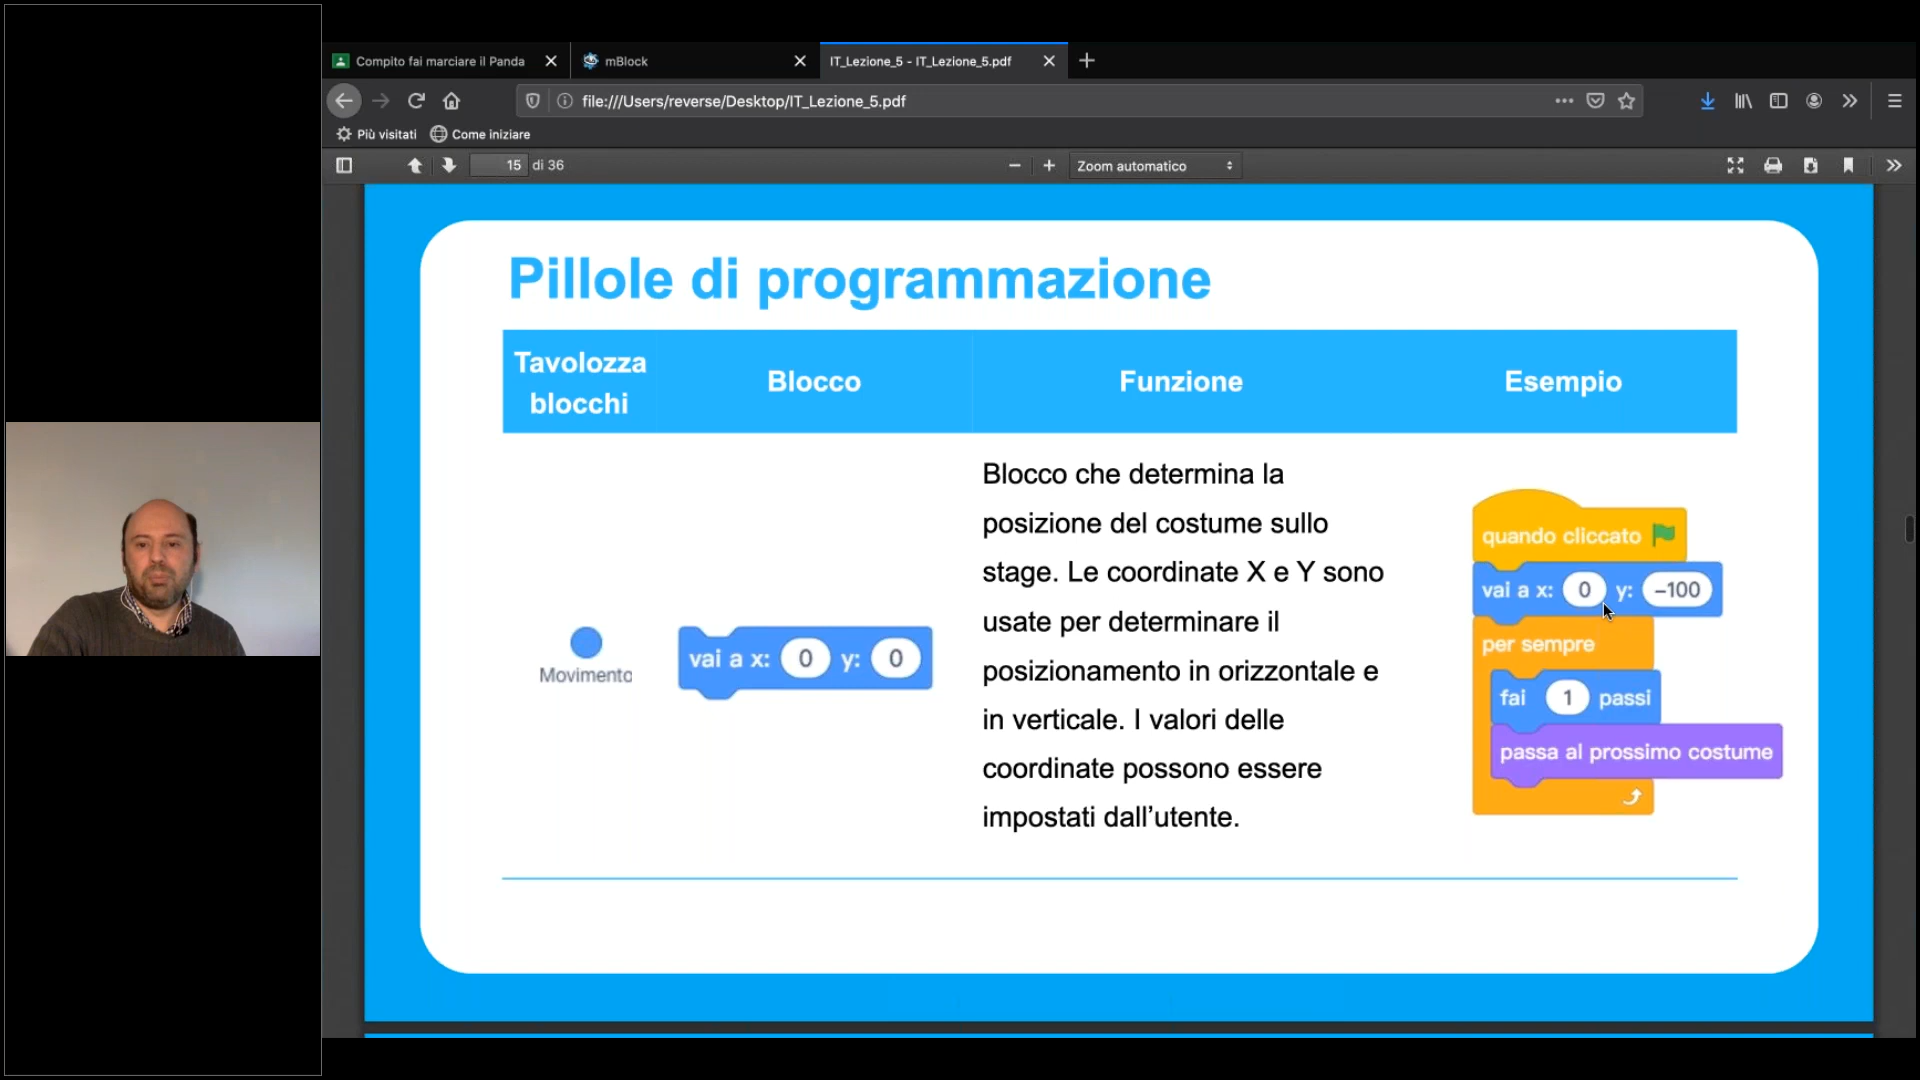 Compito fai marciare il Panda
mBlock
IT_Lezione_5 - IT_Lezione_5.pdf
file:///Users/reverse/Desktop/IT_Lezione_5.pdf
Più visitati
Come iniziare
15 di 36
Zoom automatico
Pillole di programmazione
Tavolozza
blocchi
Blocco
Funzione
Esempio
Movimento
vai a x: 0 y: 0
Blocco che determina la
posizione del costume sullo
stage. Le coordinate X e Y sono
usate per determinare il
posizionamento in orizzontale e
in verticale. I valori delle
coordinate possono essere
impostati dall’utente.
quando cliccato
vai a x: 0 y: -100
per sempre
fai 1 passi
passa al prossimo costume